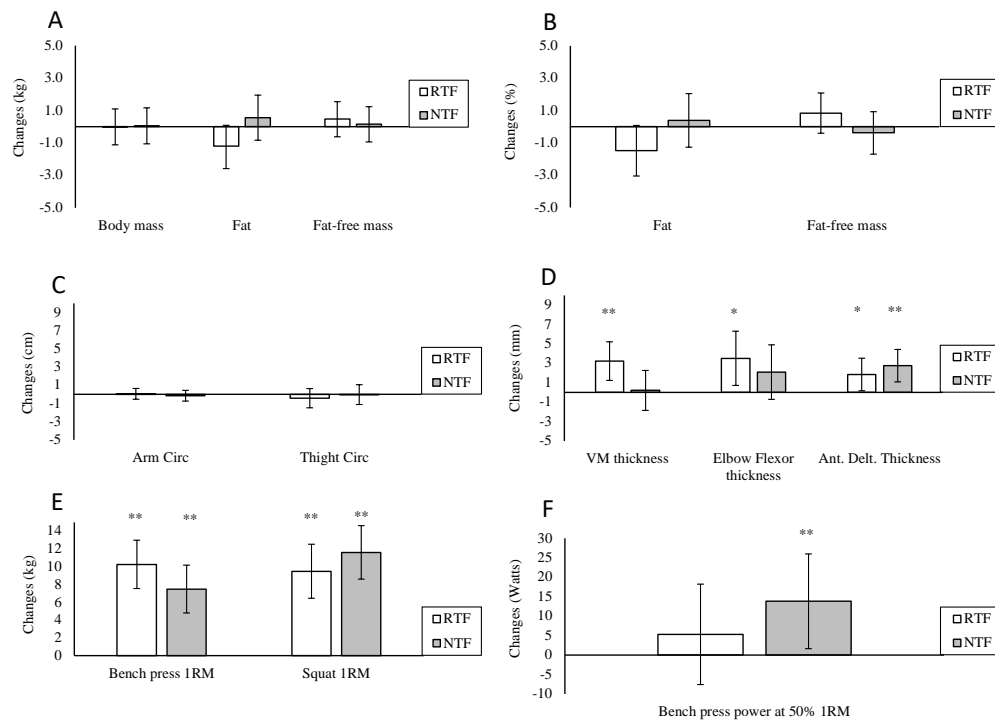 A
Changes (kg)
5.0
3.0
1.0
-1.0
-3.0
-5.0
Body mass
Fat
Fat-free mass
RTF
NTF
B
Changes (%)
5.0
3.0
1.0
-1.0
-3.0
-5.0
Fat
Fat-free mass
RTF
NTF
C
Changes (cm)
9
7
5
3
1
-1
-3
-5
Arm Circ
Thight Circ
RTF
NTF
D
Changes (mm)
9
7
5
3
1
-1
-3
-5
**
*
*
**
VM thickness
Elbow Flexor
thickness
Ant. Delt. Thickness
RTF
NTF
E
Changes (kg)
14
12
10
8
6
4
2
0
**
**
**
**
Bench press 1RM
Squat 1RM
RTF
NTF
F
Changes (Watts)
30
25
20
15
10
5
0
-5
-10
**
Bench press power at 50% 1RM
RTF
NTF